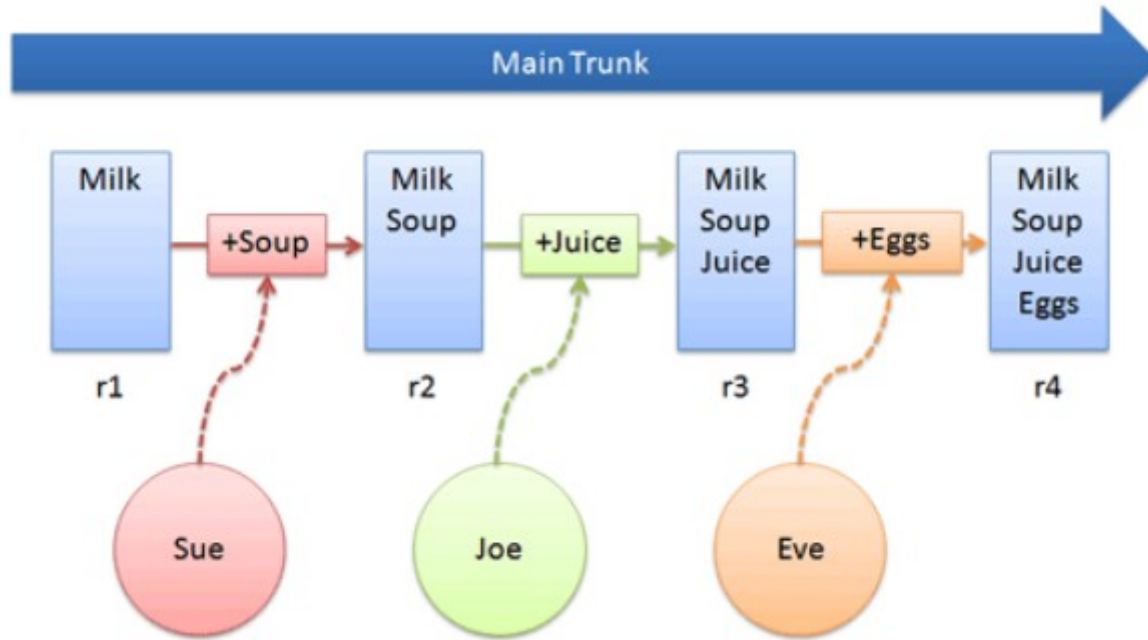 Main Trunk
Milk
+Soup
Milk
Soup
+Juice
Milk
Soup
Juice
+Eggs
Milk
Soup
Juice
Eggs
r1
r2
r3
r4
Sue
Joe
Eve